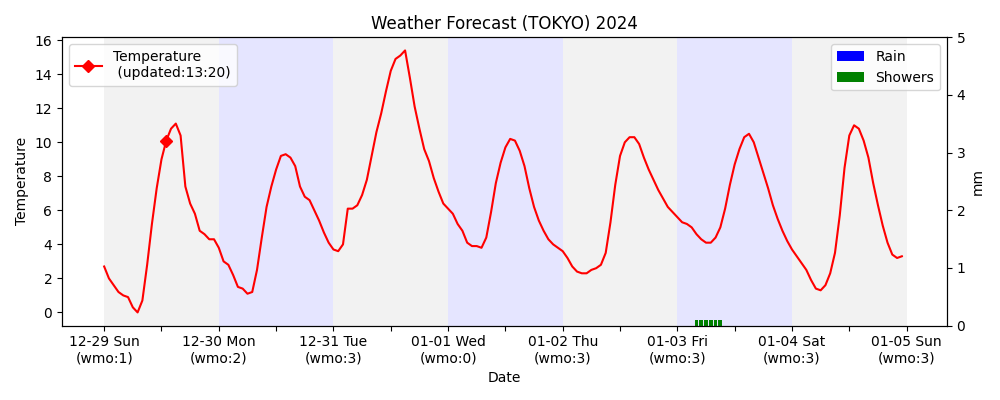 Weather Forecast (TOKYO) 2024
Temperature
(updated:13:20)
Rain
Showers
16
14
12
10
8
6
4
2
0
Temperature
5
4
3
2
1
0
mm
12-29 Sun
(wmo:1)
12-30 Mon
(wmo:2)
12-31 Tue
(wmo:3)
01-01 Wed
(wmo:0)
01-02 Thu
(wmo:3)
01-03 Fri
(wmo:3)
01-04 Sat
(wmo:3)
01-05 Sun
(wmo:3)
Date